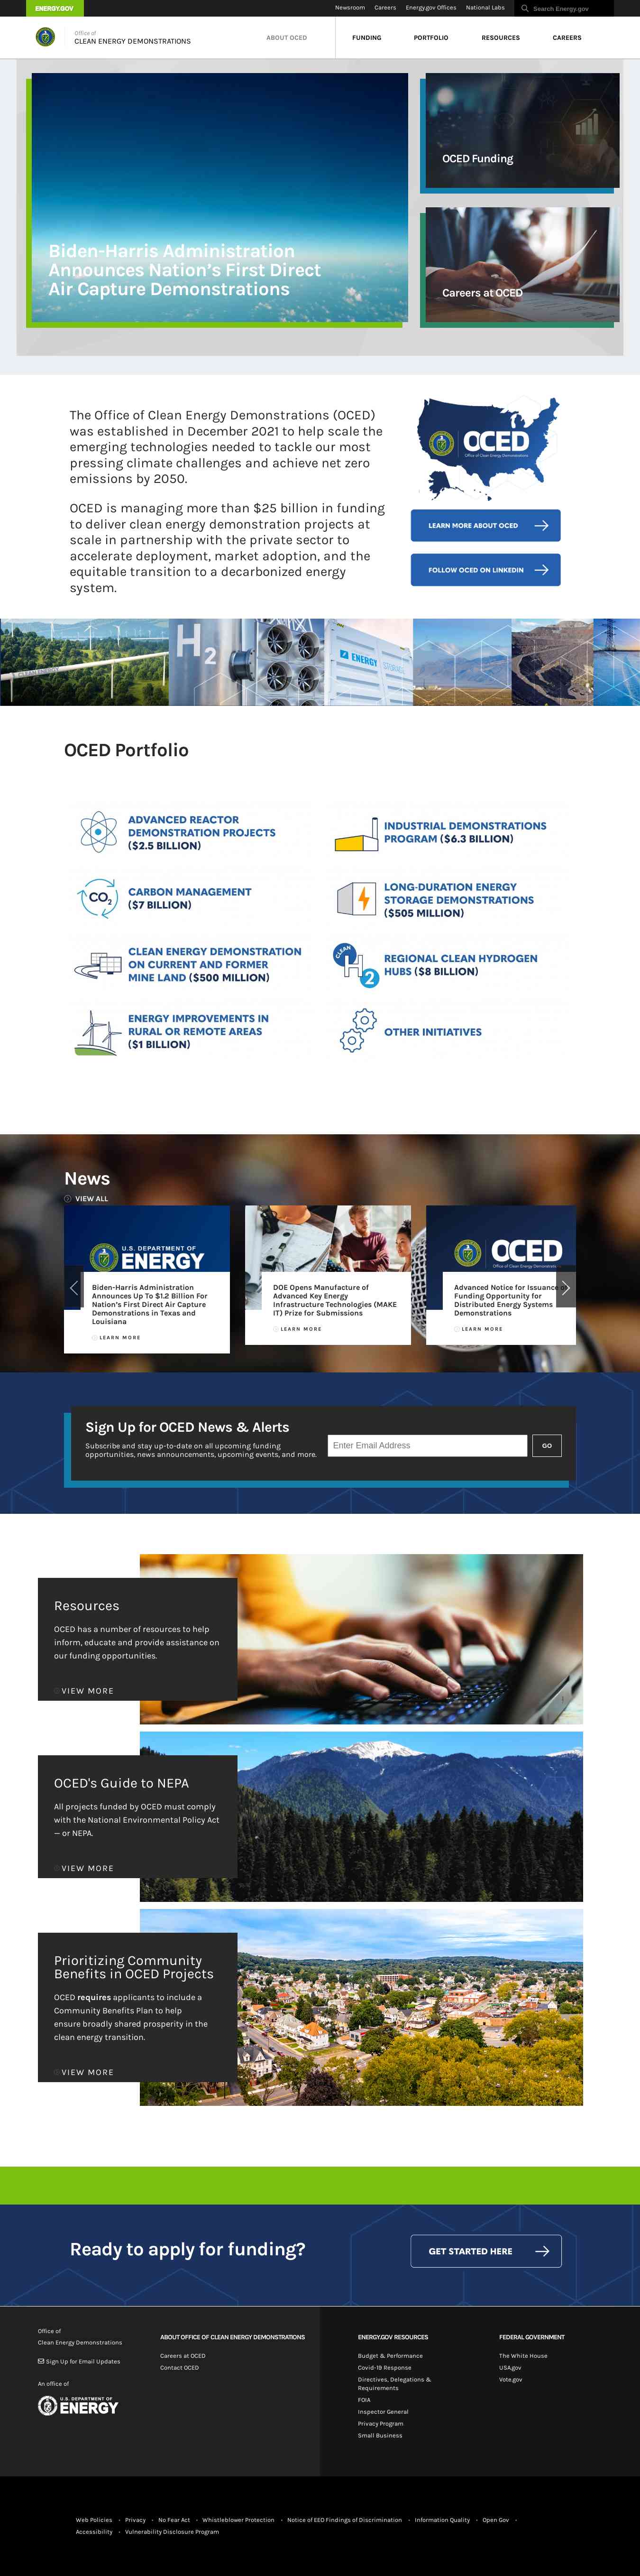 ENERGY.GOV
Newsroom Careers Energy.gov Offices National Labs
Search Energy.gov
Office of
CLEAN ENERGY DEMONSTRATIONS
ABOUT OCED
FUNDING
PORTFOLIO
RESOURCES
CAREERS
Biden-Harris Administration
Announces Nation's First Direct
Air Capture Demonstrations
OCED Funding
Careers at OCED
The Office of Clean Energy Demonstrations (OCED)
was established in December 2021 to help scale the
emerging technologies needed to tackle our most
pressing climate challenges and achieve net zero
emissions by 2050.
OCED is managing more than $25 billion in funding
to deliver clean energy demonstration projects at
scale in partnership with the private sector to
accelerate deployment, market adoption, and the
equitable transition to a decarbonized energy
system.
OCED
Office of Clean Energy Demonstrations
LEARN MORE ABOUT OCED
FOLLOW OCED ON LINKEDIN
CLEAN ENERGY
H2
ENERGY STORAGE
OCED Portfolio
ADVANCED REACTOR
DEMONSTRATION PROJECTS
($2.5 BILLION)
INDUSTRIAL DEMONSTRATIONS
PROGRAM ($6.3 BILLION)
CO2
CARBON MANAGEMENT
($7 BILLION)
LONG-DURATION ENERGY
STORAGE DEMONSTRATIONS
($505 MILLION)
CLEAN ENERGY DEMONSTRATION
ON CURRENT AND FORMER
MINE LAND ($500 MILLION)
CLEAN
H2
REGIONAL CLEAN HYDROGEN
HUBS ($8 BILLION)
ENERGY IMPROVEMENTS IN
RURAL OR REMOTE AREAS
($1 BILLION)
OTHER INITIATIVES
News
VIEW ALL
U.S. DEPARTMENT OF
ENERGY
Biden-Harris Administration
Announces Up To $1.2 Billion For
Nation's First Direct Air Capture
Demonstrations in Texas and
Louisiana
LEARN MORE
DOE Opens Manufacture of
Advanced Key Energy
Infrastructure Technologies (MAKE
IT) Prize for Submissions
LEARN MORE
OCED
Office of Clean Energy Demonstrations
Advanced Notice for Issuance of
Funding Opportunity for
Distributed Energy Systems
Demonstrations
LEARN MORE
Sign Up for OCED News & Alerts
Subscribe and stay up-to-date on all upcoming funding
opportunities, news announcements, upcoming events, and more.
Enter Email Address
GO
Resources
OCED has a number of resources to help
inform, educate and provide assistance on
our funding opportunities.
VIEW MORE
OCED's Guide to NEPA
All projects funded by OCED must comply
with the National Environmental Policy Act
— or NEPA.
VIEW MORE
Prioritizing Community
Benefits in OCED Projects
OCED requires applicants to include a
Community Benefits Plan to help
ensure broadly shared prosperity in the
clean energy transition.
VIEW MORE
Ready to apply for funding?
GET STARTED HERE
Office of
Clean Energy Demonstrations
Sign Up for Email Updates
An office of
U.S. DEPARTMENT OF
ENERGY
ABOUT OFFICE OF CLEAN ENERGY DEMONSTRATIONS
Careers at OCED
Contact OCED
ENERGY.GOV RESOURCES
Budget & Performance
Covid-19 Response
Directives, Delegations &
Requirements
FOIA
Inspector General
Privacy Program
Small Business
FEDERAL GOVERNMENT
The White House
USA.gov
Vote.gov
Web Policies • Privacy • No Fear Act • Whistleblower Protection • Notice of EEO Findings of Discrimination • Information Quality • Open Gov •
Accessibility • Vulnerability Disclosure Program